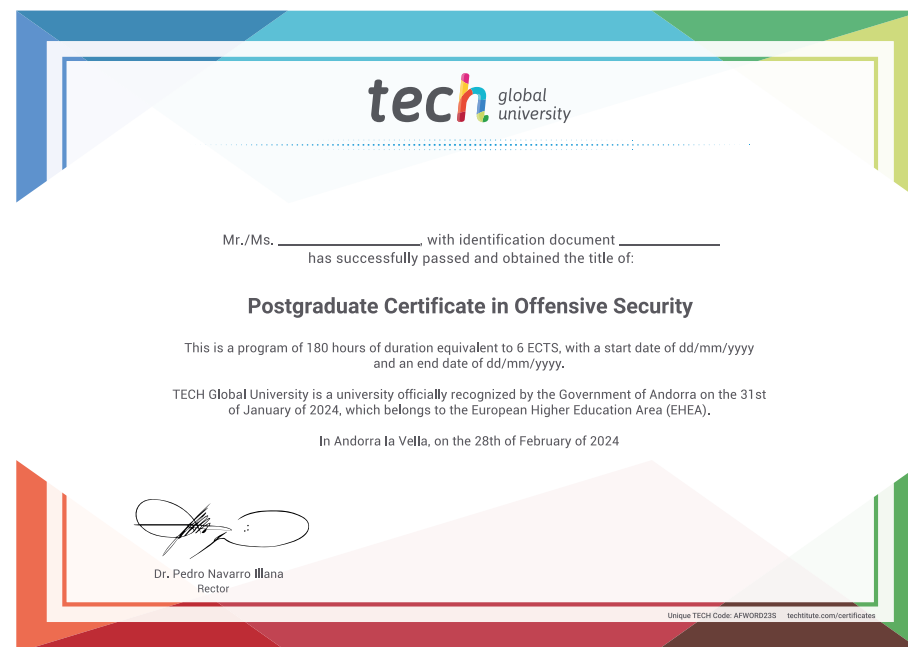 tech global
university
Mr./Ms. ____________________, with identification document ______________
has successfully passed and obtained the title of:
Postgraduate Certificate in Offensive Security
This is a program of 180 hours of duration equivalent to 6 ECTS, with a start date of dd/mm/yyyy
and an end date of dd/mm/yyyy.
TECH Global University is a university officially recognized by the Government of Andorra on the 31st
of January of 2024, which belongs to the European Higher Education Area (EHEA).
In Andorra la Vella, on the 28th of February of 2024
Dr. Pedro Navarro Illana
Rector
Unique TECH Code: AFWORD23S techtitute.com/certificates